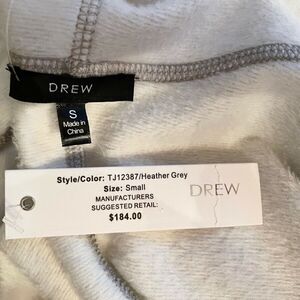 DREW
S
Made in
China
Style/Color: TJ12387/Heather Grey
Size: Small
MANUFACTURERS
SUGGESTED RETAIL:
$184.00
DREW